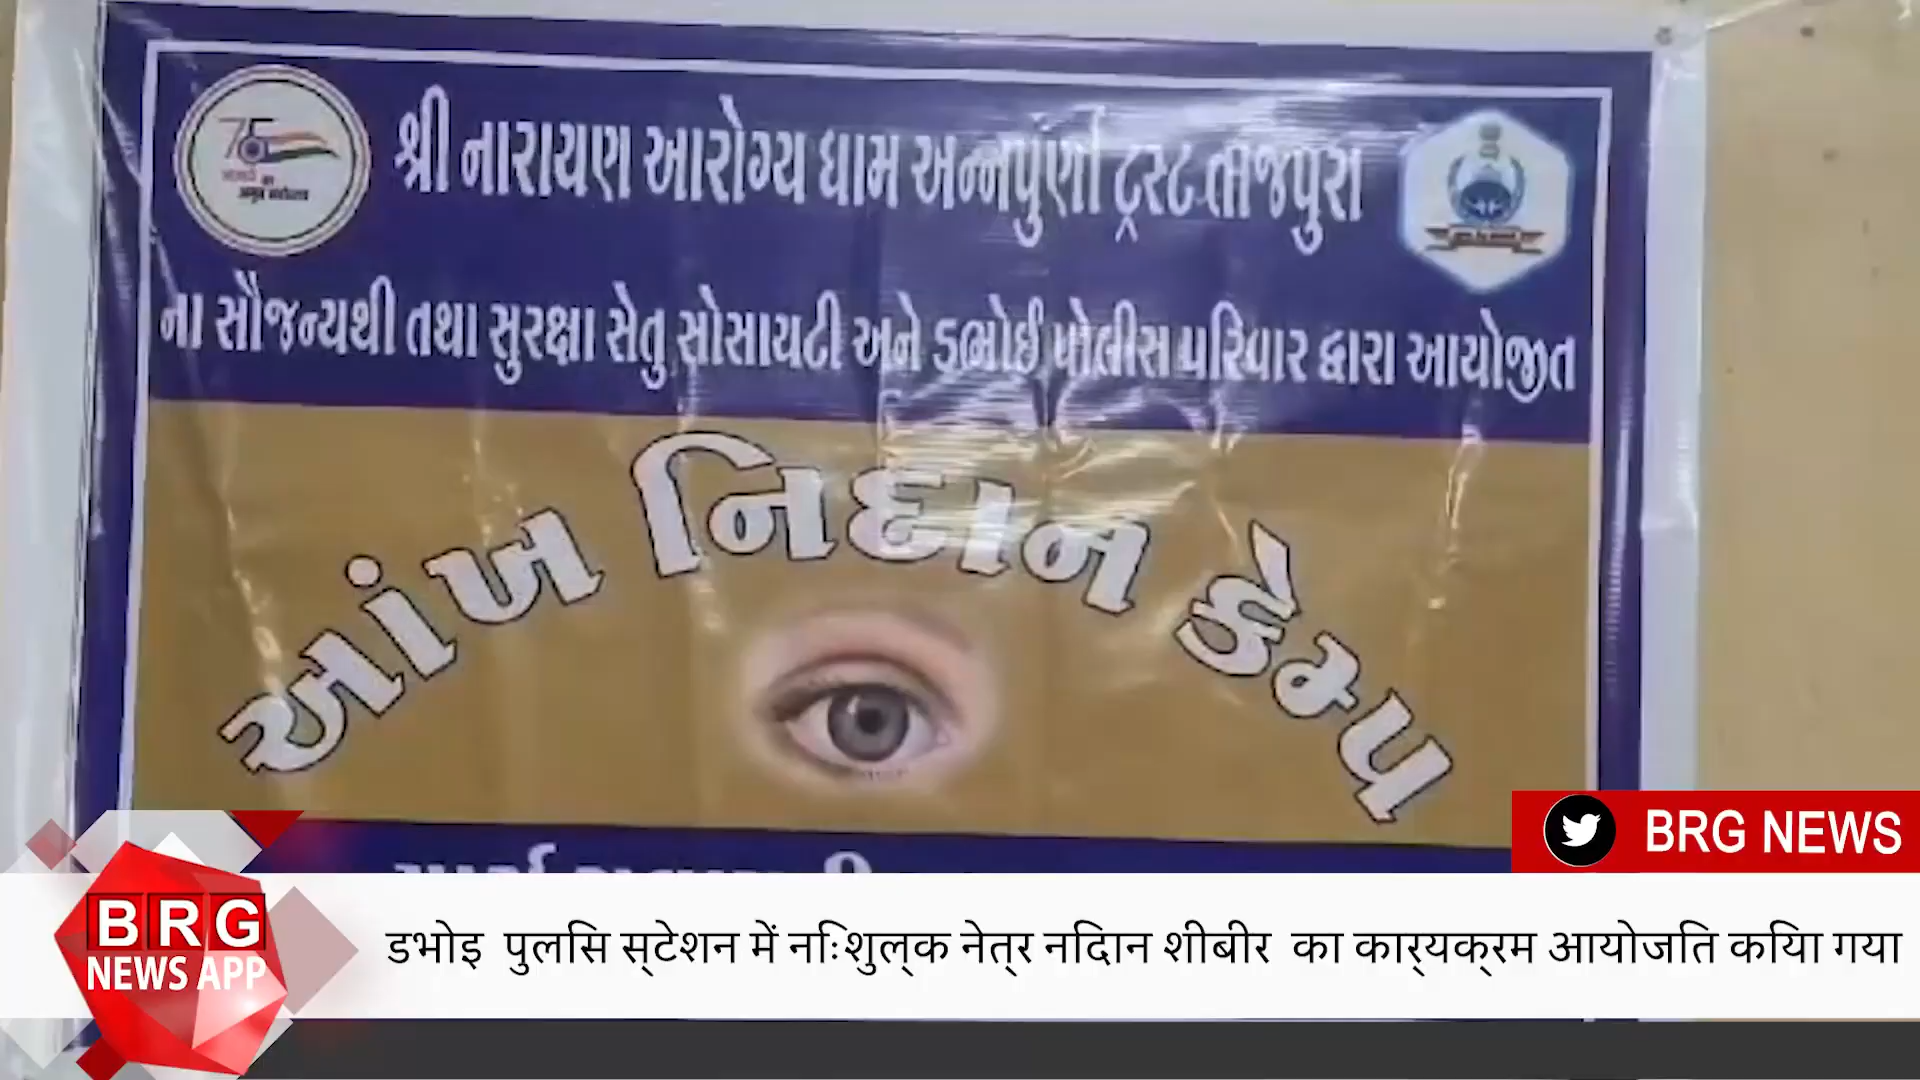 75
શ્રી નારાયણ આરોગ્ય ધામ અન્નપુર્ણા ટ્રસ્ટ તાજપુરા
ના સૌજન્યથી તથા સુરક્ષા સેતુ સોસાયટી અને ડભોઈ પોલીસ પરિવાર દ્વારા આયોજીત
આંખ નિદાન કેમ્પ
BRG NEWS
BRG
NEWS APP
डभोइ पुलसि स्टेशन में नःिशुल्क नेत्र नदिान शीबीर का कार्यक्रम आयोजति कयिा गया